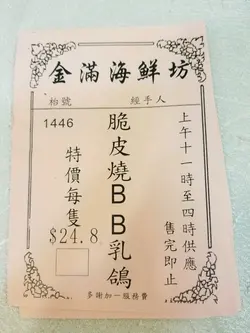 金滿海鮮坊
枱號 經手人
1446
上午十一時至四時供應
售完即止
脆皮燒BB乳鴿
特價每隻
$24.8
多謝加一服務費